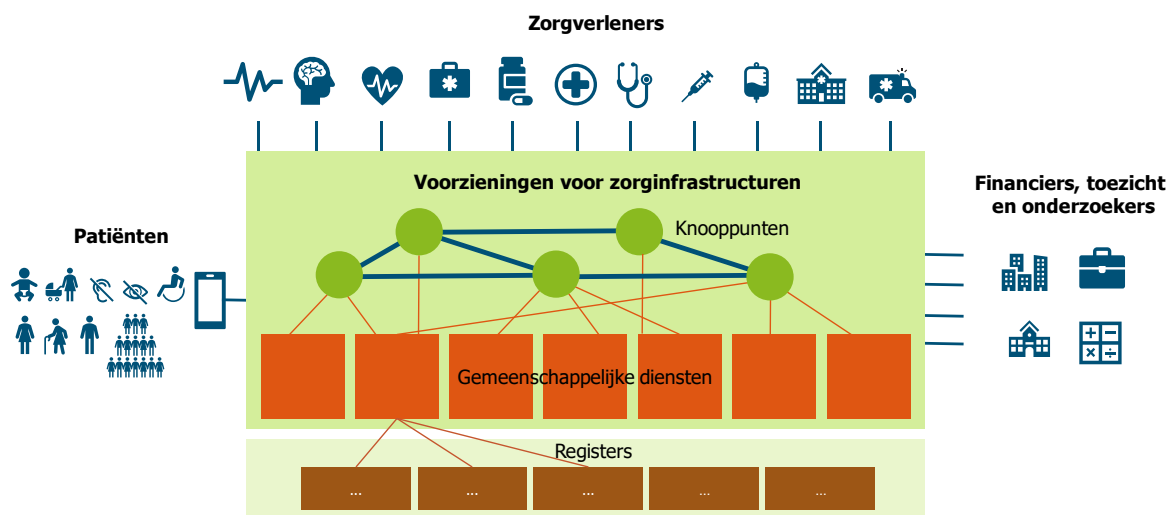 Zorgverleners
Voorzieningen voor zorginfrastructuren
Financiers, toezicht
en onderzoekers
Knooppunten
Patiënten
Gemeenschappelijke diensten
Registers
... ... ... ... ...